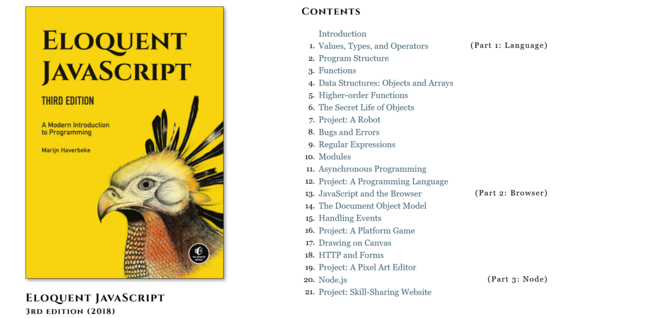 ELOQUENT
JAVASCRIPT
THIRD EDITION
A Modern Introduction
to Programming
Marijn Haverbeke
ELOQUENT JAVASCRIPT
3RD EDITION (2018)
CONTENTS
Introduction
1. Values, Types, and Operators (Part 1: Language)
2. Program Structure
3. Functions
4. Data Structures: Objects and Arrays
5. Higher-order Functions
6. The Secret Life of Objects
7. Project: A Robot
8. Bugs and Errors
9. Regular Expressions
10. Modules
11. Asynchronous Programming
12. Project: A Programming Language
13. JavaScript and the Browser (Part 2: Browser)
14. The Document Object Model
15. Handling Events
16. Project: A Platform Game
17. Drawing on Canvas
18. HTTP and Forms
19. Project: A Pixel Art Editor
20. Node.js (Part 3: Node)
21. Project: Skill-Sharing Website